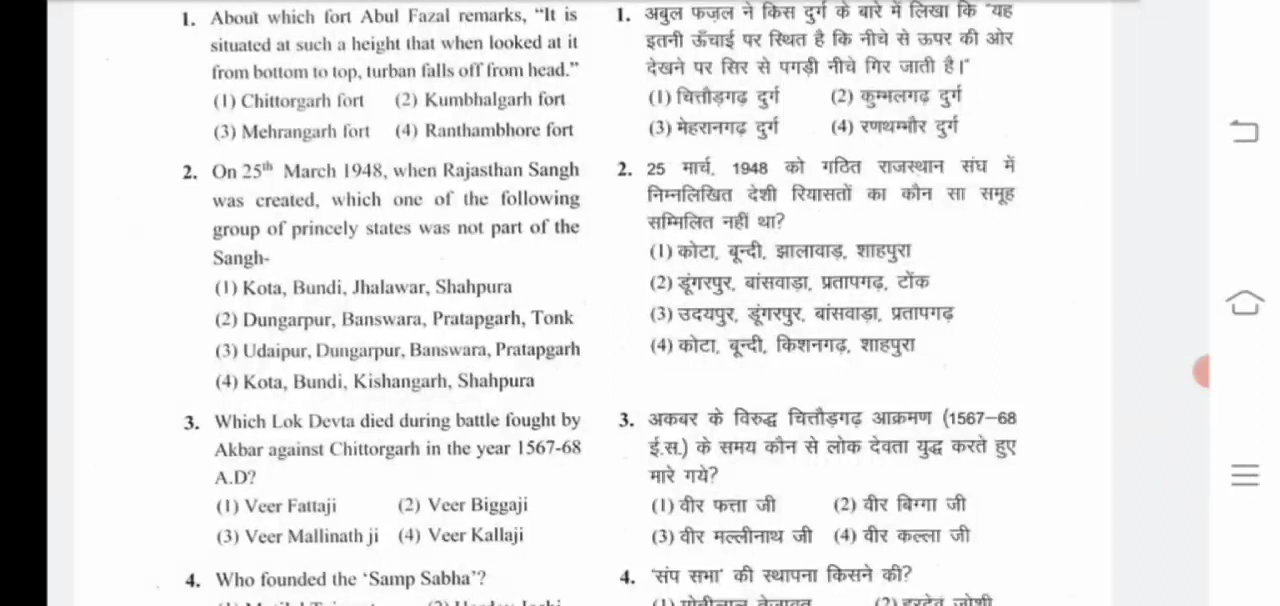 1. About which fort Abul Fazal remarks, “It is
situated at such a height that when looked at it
from bottom to top, turban falls off from head.”
(1) Chittorgarh fort (2) Kumbhalgarh fort
(3) Mehrangarh fort (4) Ranthambhore fort
2. On 25th March 1948, when Rajasthan Sangh
was created, which one of the following
group of princely states was not part of the
Sangh-
(1) Kota, Bundi, Jhalawar, Shahpura
(2) Dungarpur, Banswara, Pratapgarh, Tonk
(3) Udaipur, Dungarpur, Banswara, Pratapgarh
(4) Kota, Bundi, Kishangarh, Shahpura
3. Which Lok Devta died during battle fought by
Akbar against Chittorgarh in the year 1567-68
A.D?
(1) Veer Fattaji (2) Veer Biggaji
(3) Veer Mallinath ji (4) Veer Kallaji
4. Who founded the ‘Samp Sabha’?
1. अबुल फज़ल ने किस दुर्ग के बारे में लिखा कि “यह
इतनी ऊँचाई पर स्थित है कि नीचे से ऊपर की ओर
देखने पर सिर से पगड़ी नीचे गिर जाती है।”
(1) चित्तौड़गढ़ दुर्ग (2) कुम्भलगढ़ दुर्ग
(3) मेहरानगढ़ दुर्ग (4) रणथम्भौर दुर्ग
2. 25 मार्च, 1948 को गठित राजस्थान संघ में
निम्नलिखित देशी रियासतों का कौन सा समूह
सम्मिलित नहीं था?
(1) कोटा, बून्दी, झालावाड़, शाहपुरा
(2) डूंगरपुर, बांसवाड़ा, प्रतापगढ़, टोंक
(3) उदयपुर, डूंगरपुर, बांसवाड़ा, प्रतापगढ़
(4) कोटा, बून्दी, किशनगढ़, शाहपुरा
3. अकबर के विरुद्ध चित्तौड़गढ़ आक्रमण (1567–68
ई.स.) के समय कौन से लोक देवता युद्ध करते हुए
मारे गये?
(1) वीर फत्ता जी (2) वीर बिग्गा जी
(3) वीर मल्लीनाथ जी (4) वीर कल्ला जी
4. ‘संप सभा’ की स्थापना किसने की?